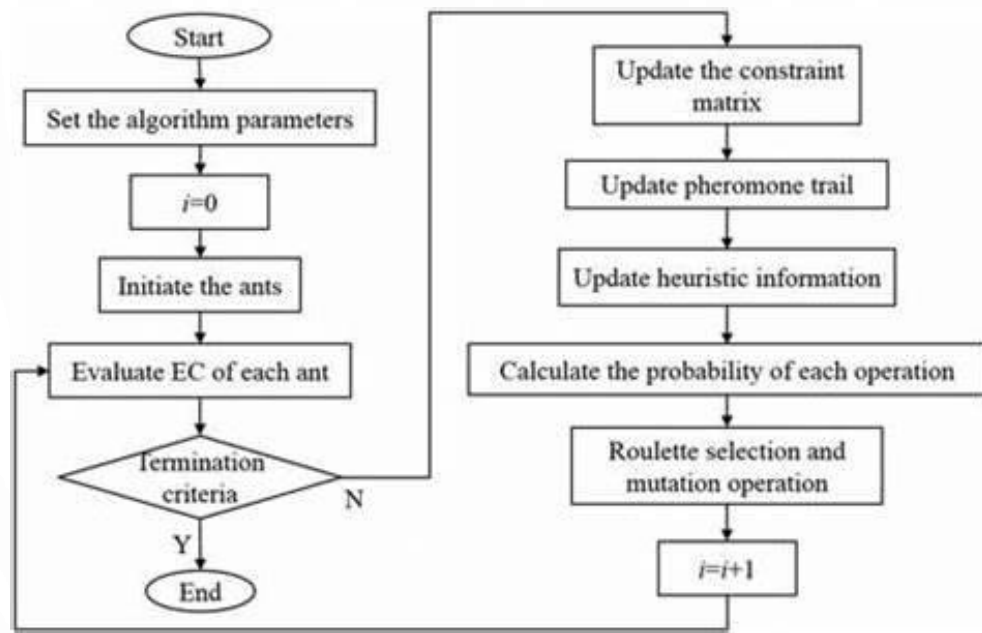 Start
Set the algorithm parameters
i=0
Initiate the ants
Evaluate EC of each ant
Termination
criteria
N
Y
End
Update the constraint
matrix
Update pheromone trail
Update heuristic information
Calculate the probability of each operation
Roulette selection and
mutation operation
i=i+1